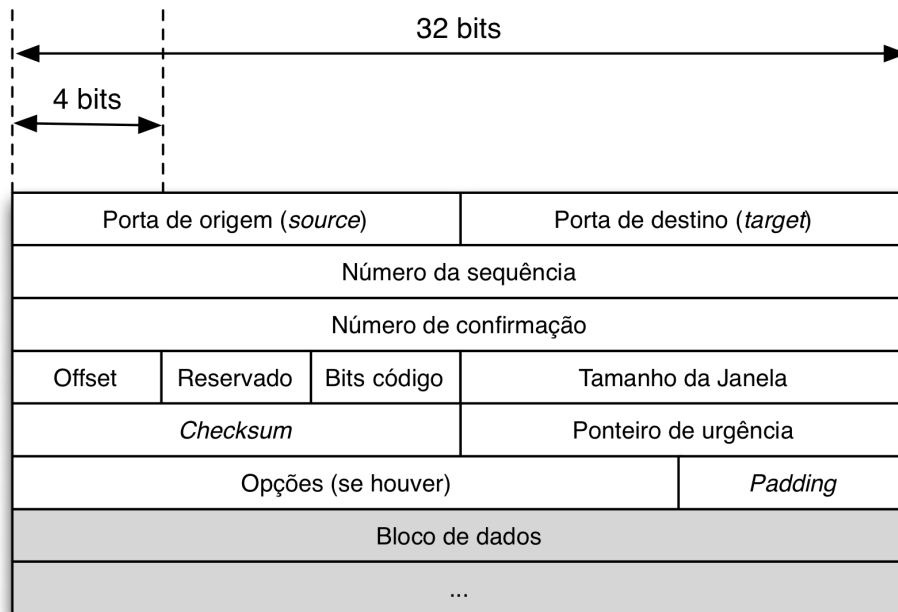 32 bits
4 bits
Porta de origem (source) Porta de destino (target)
Número da sequência
Número de confirmação
Offset Reservado Bits código Tamanho da Janela
Checksum Ponteiro de urgência
Opções (se houver) Padding
Bloco de dados
...